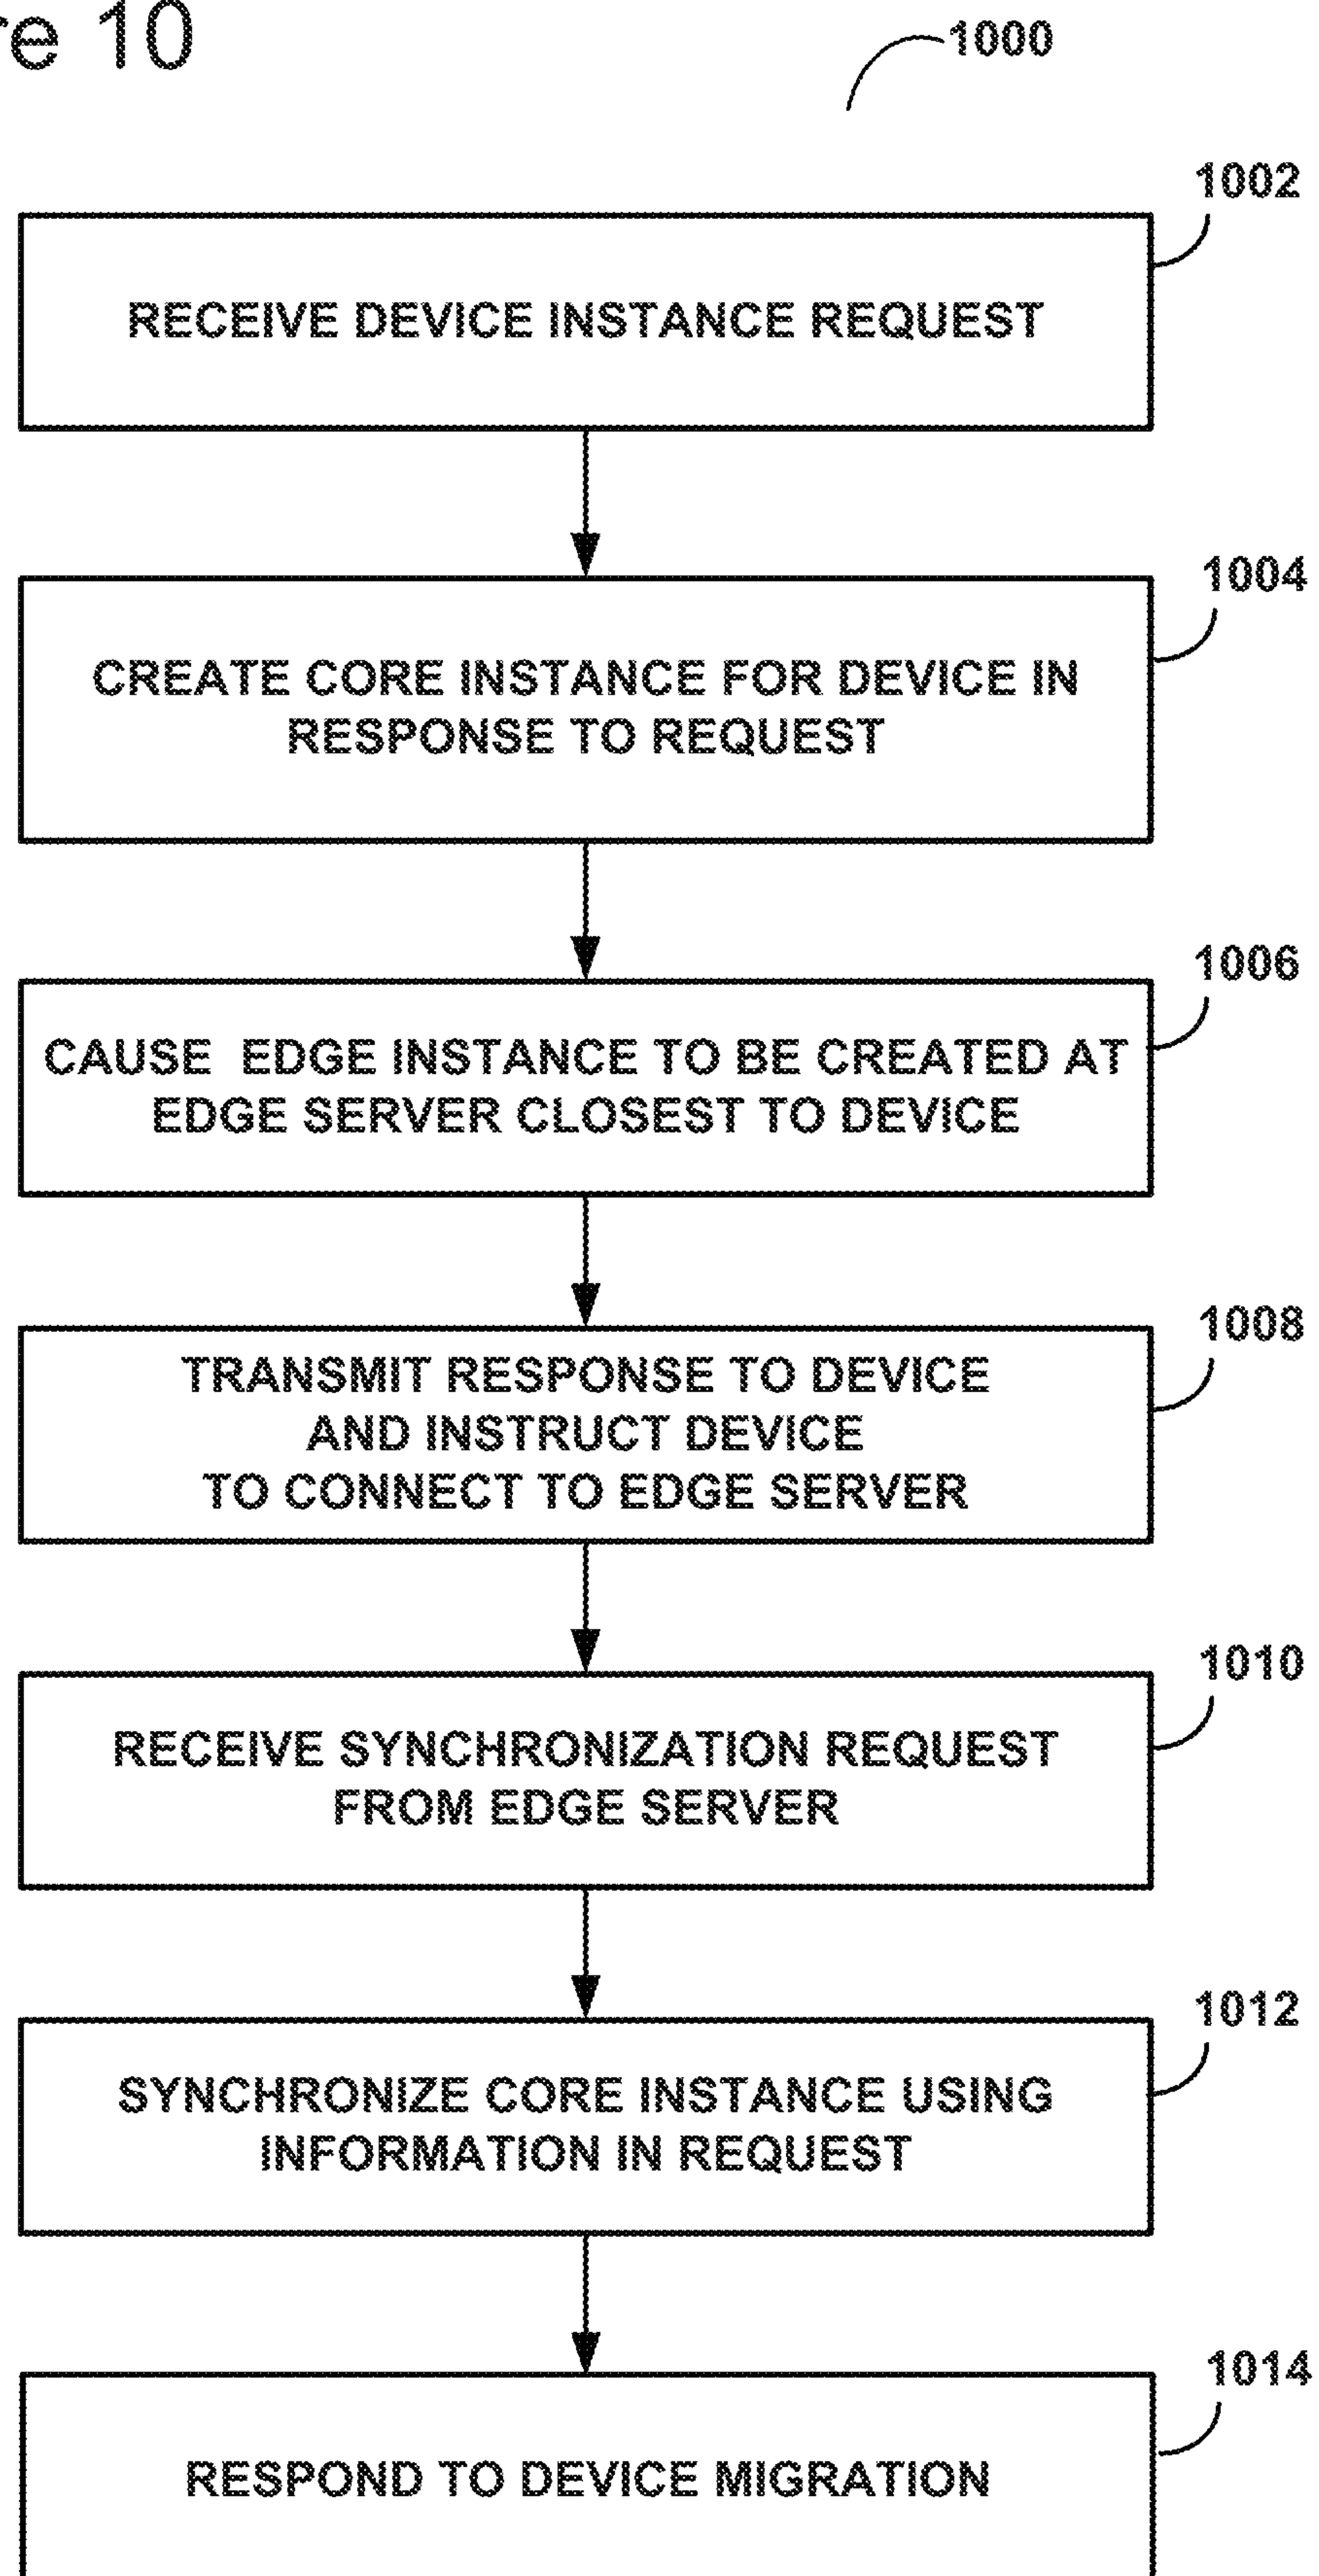 re 10
1000
1002
RECEIVE DEVICE INSTANCE REQUEST
1004
CREATE CORE INSTANCE FOR DEVICE IN
RESPONSE TO REQUEST
1006
CAUSE EDGE INSTANCE TO BE CREATED AT
EDGE SERVER CLOSEST TO DEVICE
1008
TRANSMIT RESPONSE TO DEVICE
AND INSTRUCT DEVICE
TO CONNECT TO EDGE SERVER
1010
RECEIVE SYNCHRONIZATION REQUEST
FROM EDGE SERVER
1012
SYNCHRONIZE CORE INSTANCE USING
INFORMATION IN REQUEST
1014
RESPOND TO DEVICE MIGRATION